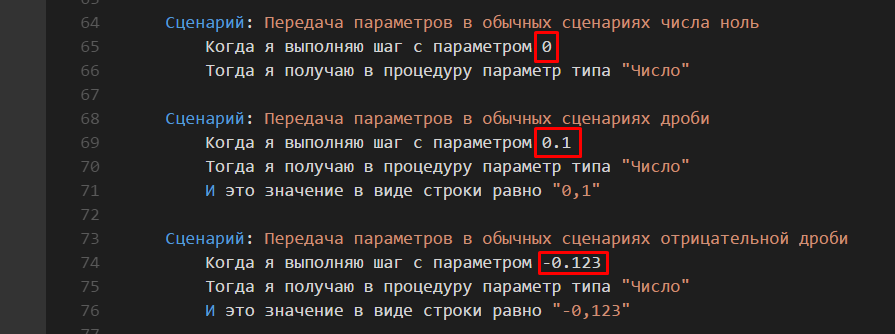 64 Сценарий: Передача параметров в обычных сценариях числа ноль
65 Когда я выполняю шаг с параметром 0
66 Тогда я получаю в процедуру параметр типа "Число"
67
68 Сценарий: Передача параметров в обычных сценариях дроби
69 Когда я выполняю шаг с параметром 0.1
70 Тогда я получаю в процедуру параметр типа "Число"
71 И это значение в виде строки равно "0,1"
72
73 Сценарий: Передача параметров в обычных сценариях отрицательной дроби
74 Когда я выполняю шаг с параметром -0.123
75 Тогда я получаю в процедуру параметр типа "Число"
76 И это значение в виде строки равно "-0,123"